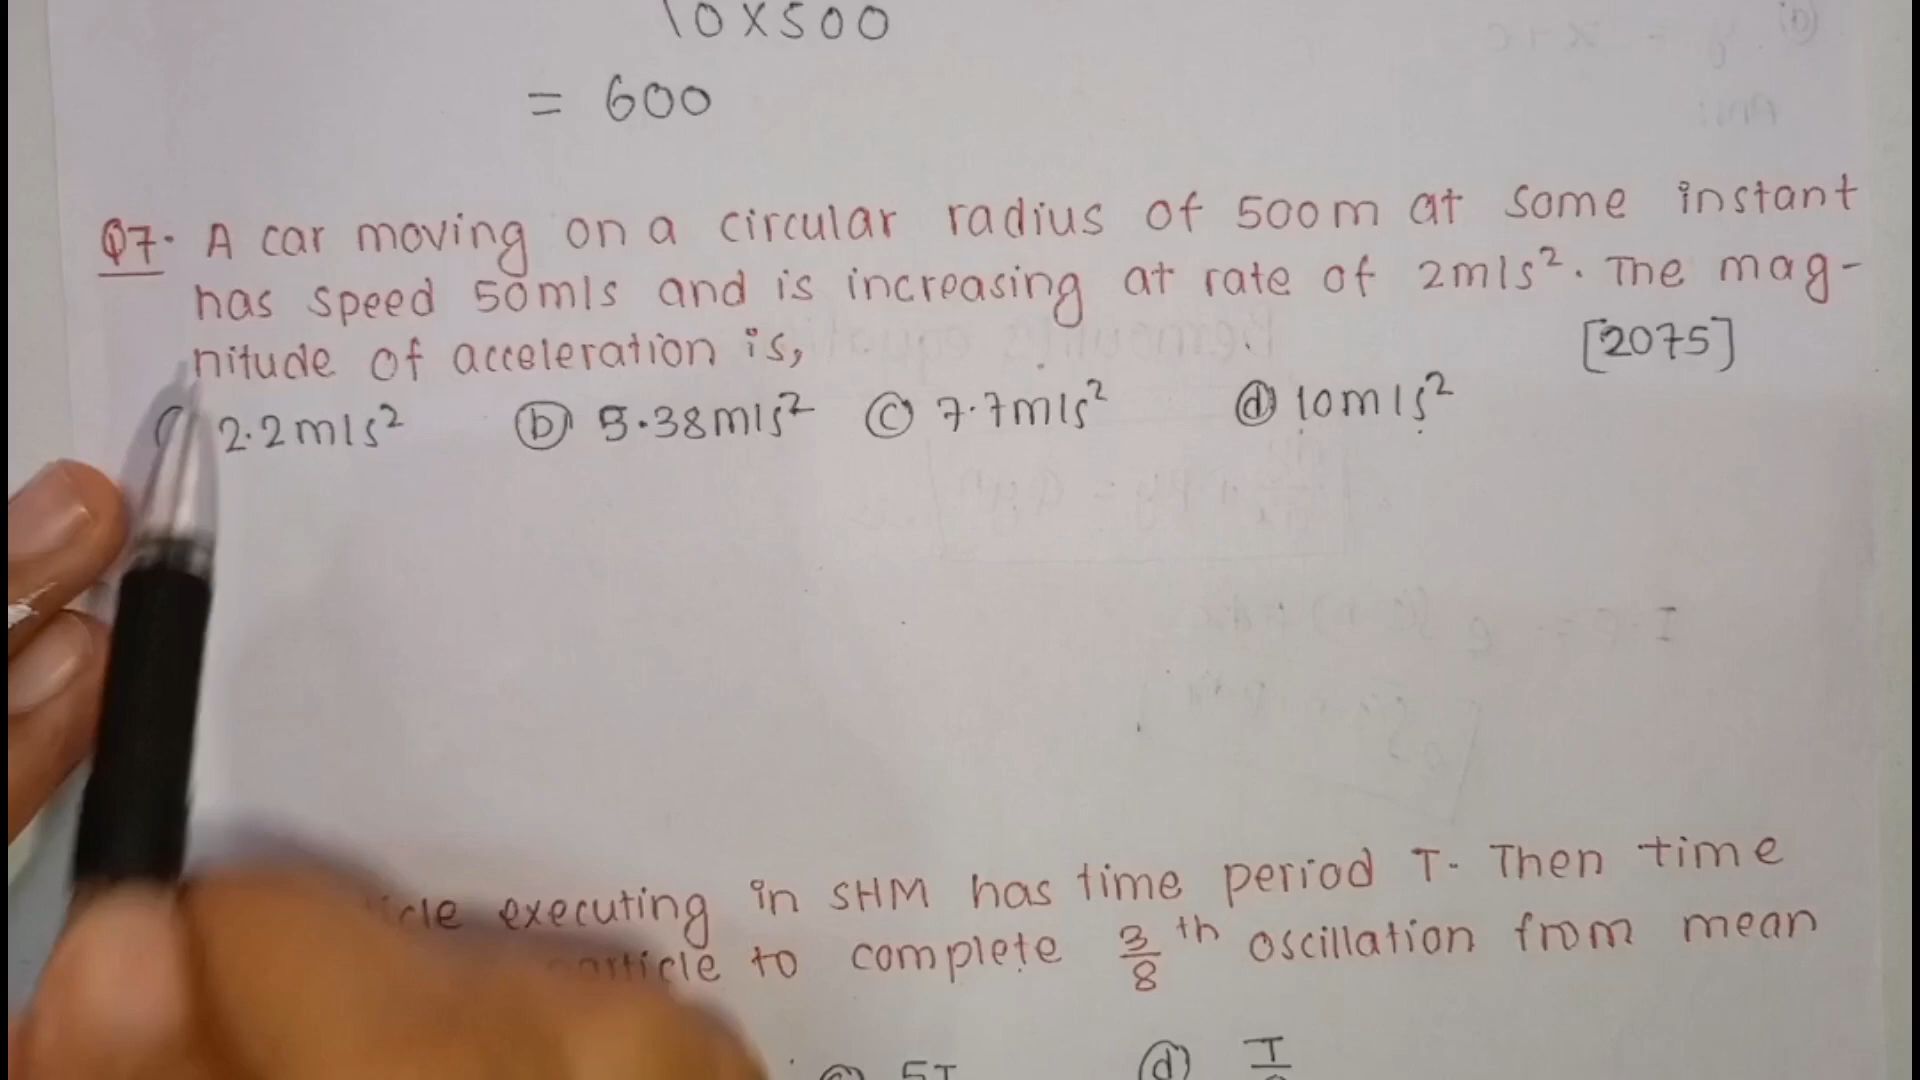 10×500
= 600
Q7. A car moving on a circular radius of 500m at some instant
has speed 50m/s and is increasing at rate of 2m/s². The mag-
nitude of acceleration is,
[2075]
2.2m/s² ⓑ 5.38m/s² ⓒ 7.7m/s² ⓓ 10m/s²
executing in SHM has time period T. Then time
to complete 3/8 th oscillation from mean
ⓓ